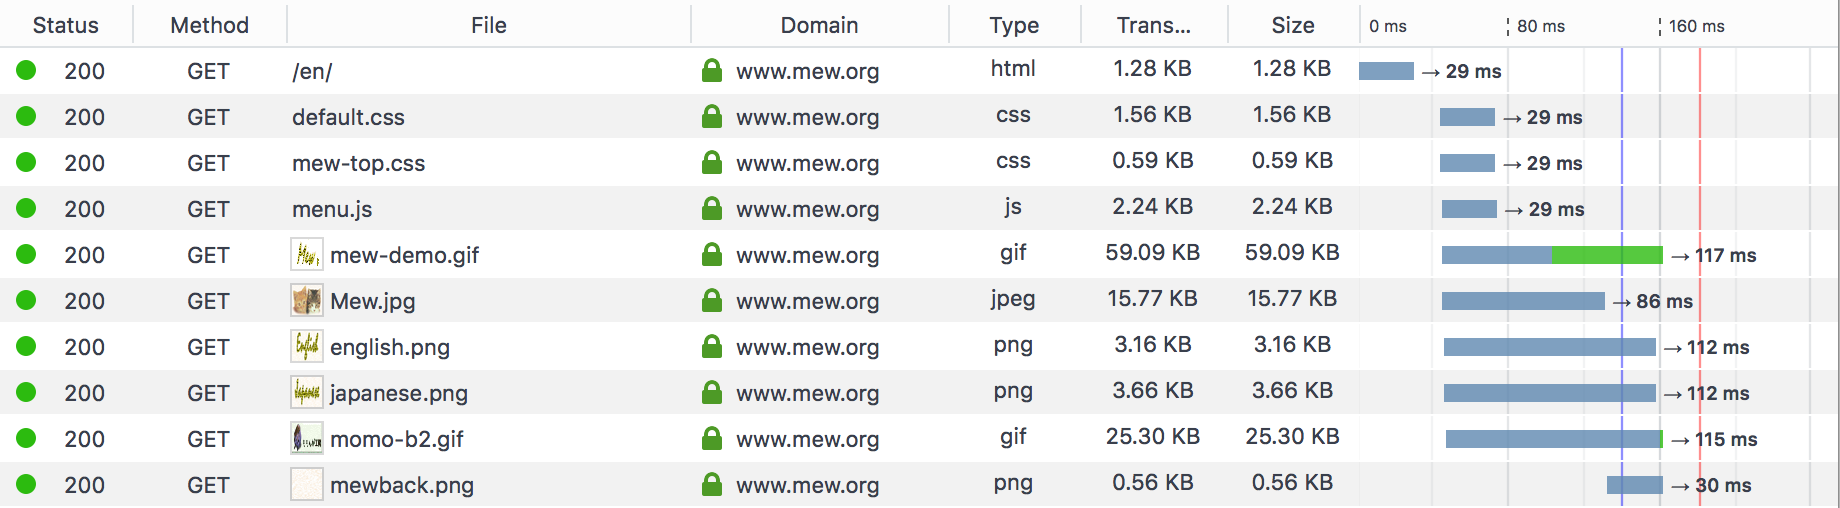 Status Method File Domain Type Trans... Size 0 ms 80 ms 160 ms
200 GET /en/ www.mew.org html 1.28 KB 1.28 KB → 29 ms
200 GET default.css www.mew.org css 1.56 KB 1.56 KB → 29 ms
200 GET mew-top.css www.mew.org css 0.59 KB 0.59 KB → 29 ms
200 GET menu.js www.mew.org js 2.24 KB 2.24 KB → 29 ms
200 GET mew-demo.gif www.mew.org gif 59.09 KB 59.09 KB → 117 ms
200 GET Mew.jpg www.mew.org jpeg 15.77 KB 15.77 KB → 86 ms
200 GET english.png www.mew.org png 3.16 KB 3.16 KB → 112 ms
200 GET japanese.png www.mew.org png 3.66 KB 3.66 KB → 112 ms
200 GET momo-b2.gif www.mew.org gif 25.30 KB 25.30 KB → 115 ms
200 GET mewback.png www.mew.org png 0.56 KB 0.56 KB → 30 ms